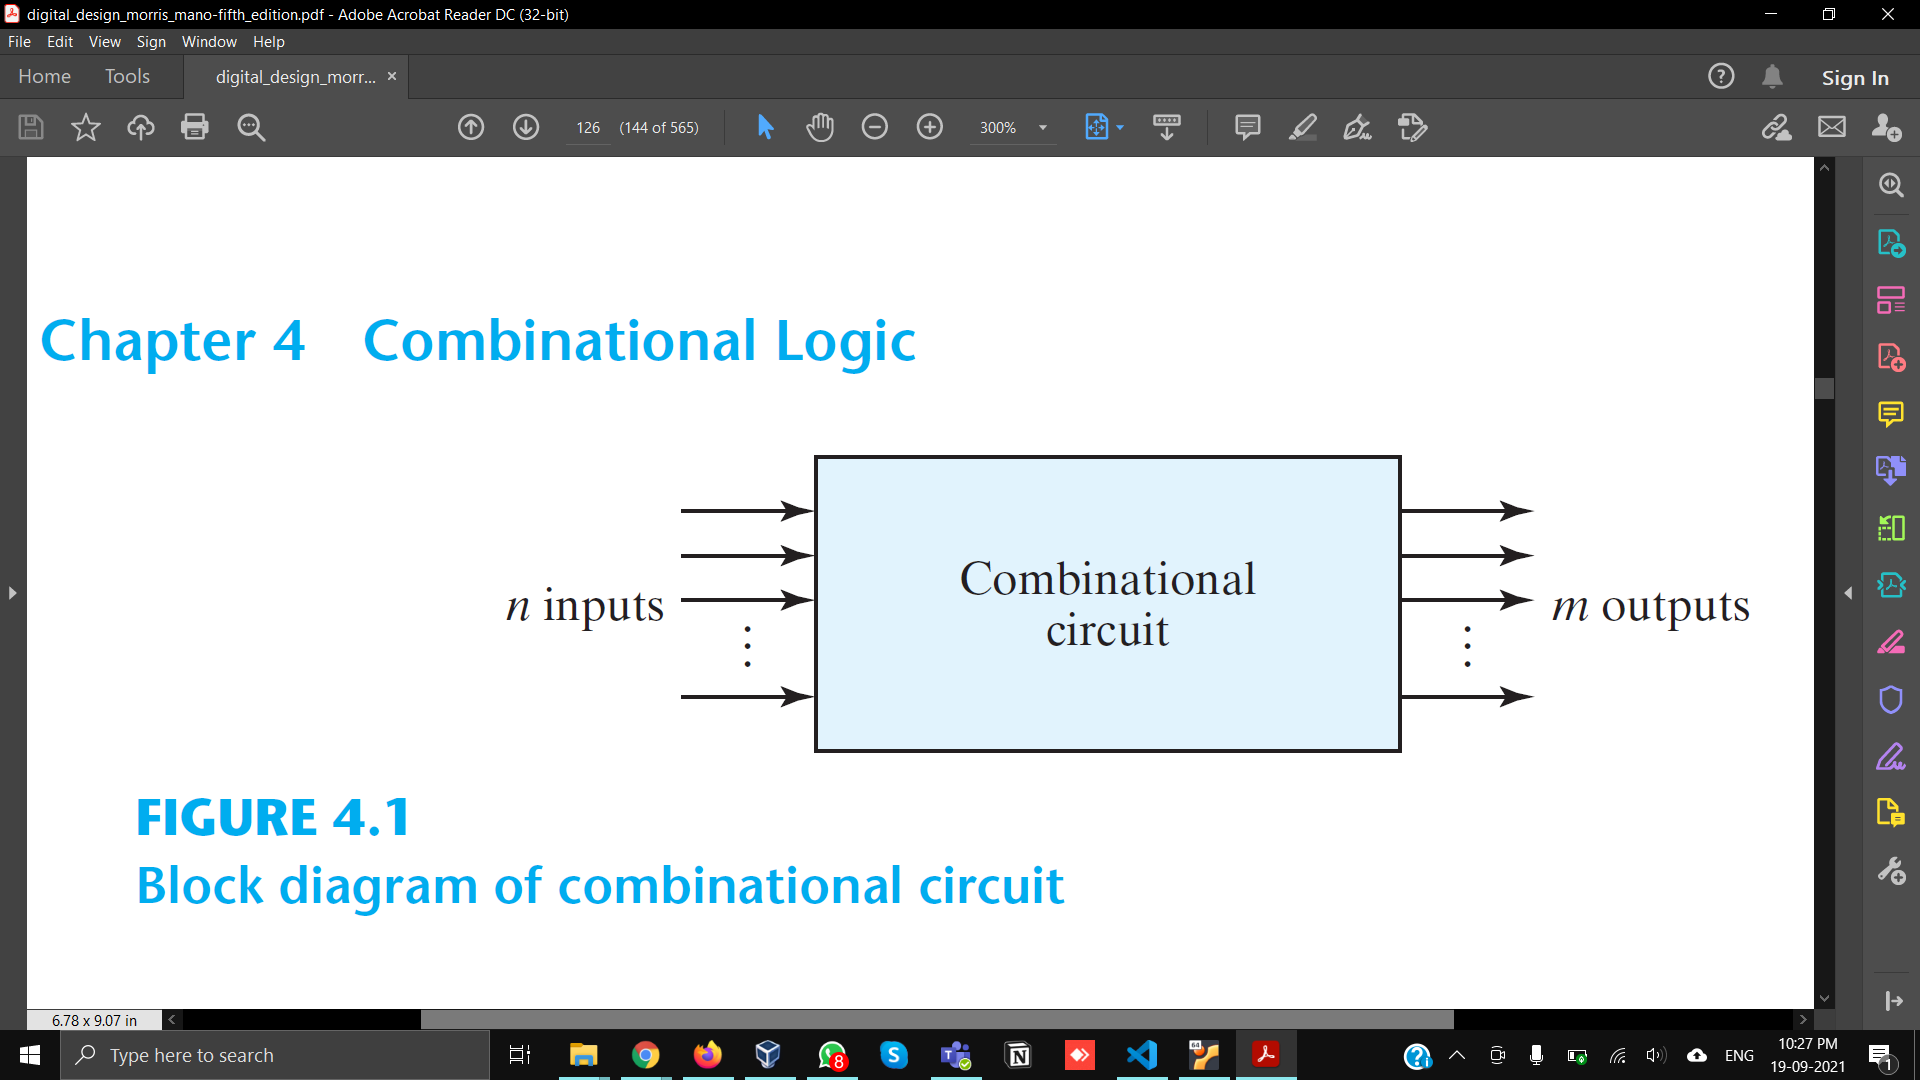 digital_design_morris_mano-fifth_edition.pdf - Adobe Acrobat Reader DC (32-bit)
File Edit View Sign Window Help
Home Tools digital_design_morr... ×
Sign In
126 (144 of 565) 300%
Chapter 4 Combinational Logic
n inputs
Combinational
circuit
m outputs
FIGURE 4.1
Block diagram of combinational circuit
6.78 x 9.07 in
Type here to search
8
64
ENG
10:27 PM
19-09-2021
1